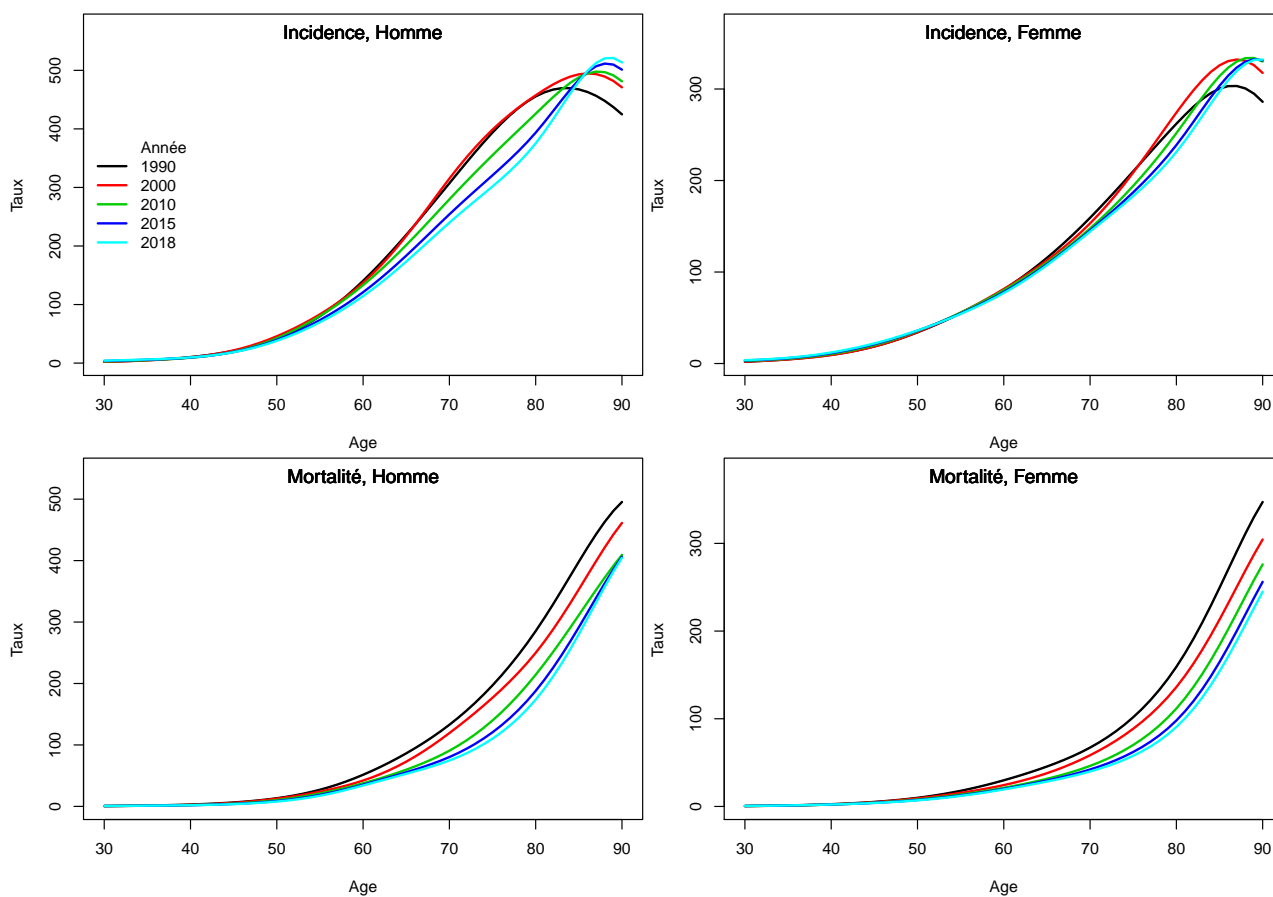 Incidence, Homme
Taux
0 100 200 300 400 500
Année
1990
2000
2010
2015
2018
30 40 50 60 70 80 90
Age
Incidence, Femme
Taux
0 100 200 300
30 40 50 60 70 80 90
Age
Mortalité, Homme
Taux
0 100 200 300 400 500
30 40 50 60 70 80 90
Age
Mortalité, Femme
Taux
0 100 200 300
30 40 50 60 70 80 90
Age